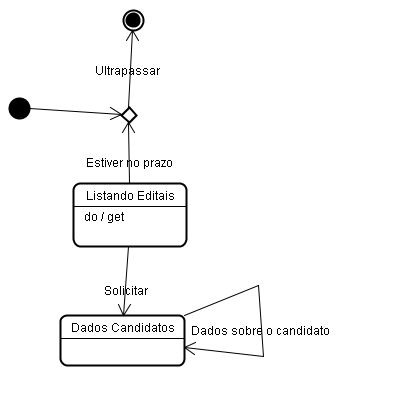 Ultrapassar
Estiver no prazo
Listando Editais
do / get
Solicitar
Dados Candidatos
Dados sobre o candidato